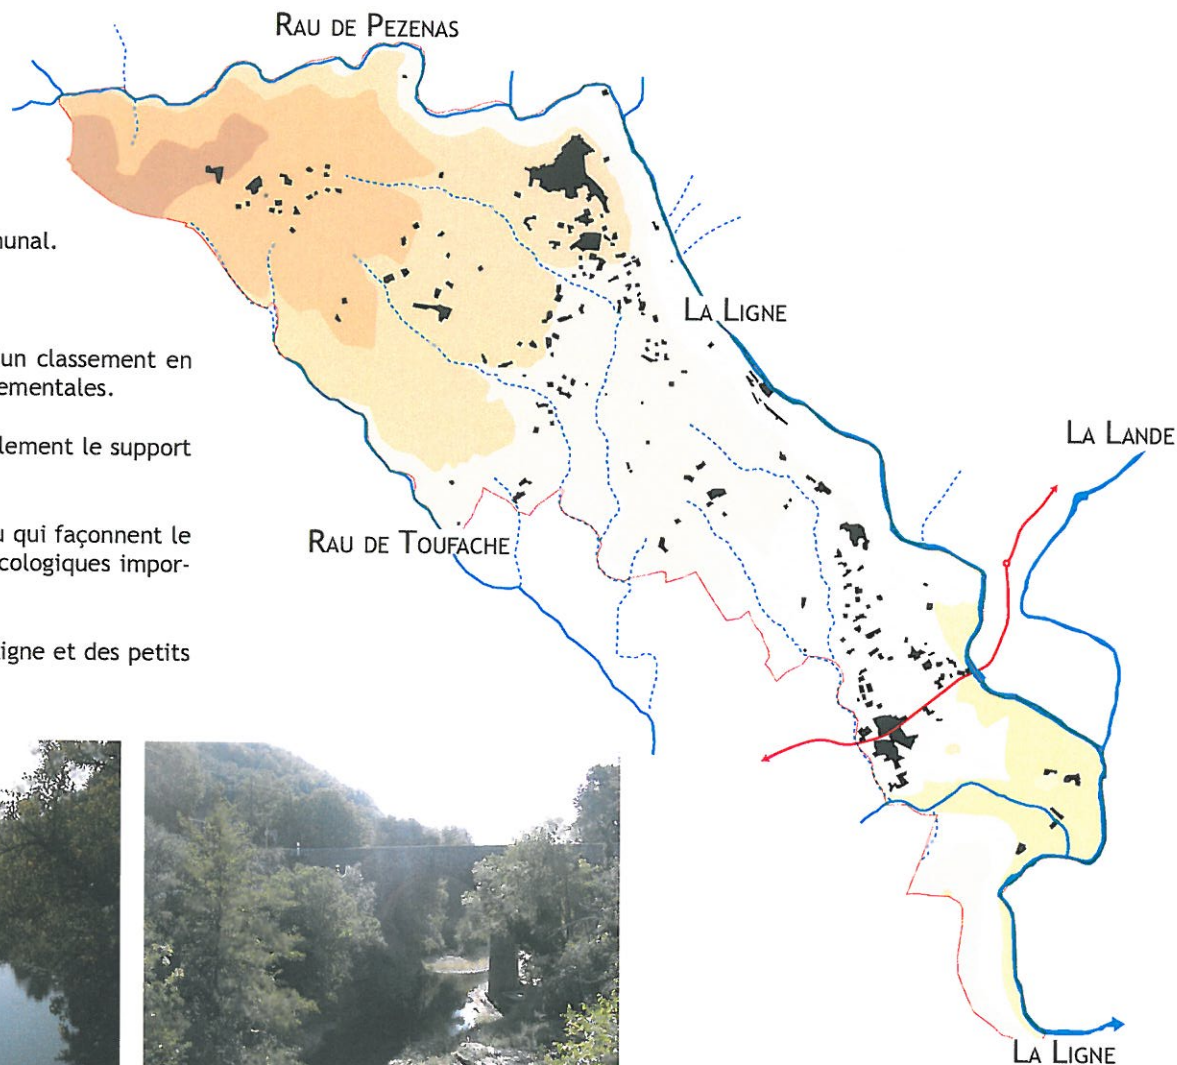 RAU DE PEZENAS
munal.
LA LIGNE
un classement en
ementales.
LA LANDE
lement le support
u qui façonnent le
cologiques impor-
RAU DE TOUFACHE
igne et des petits
LA LIGNE